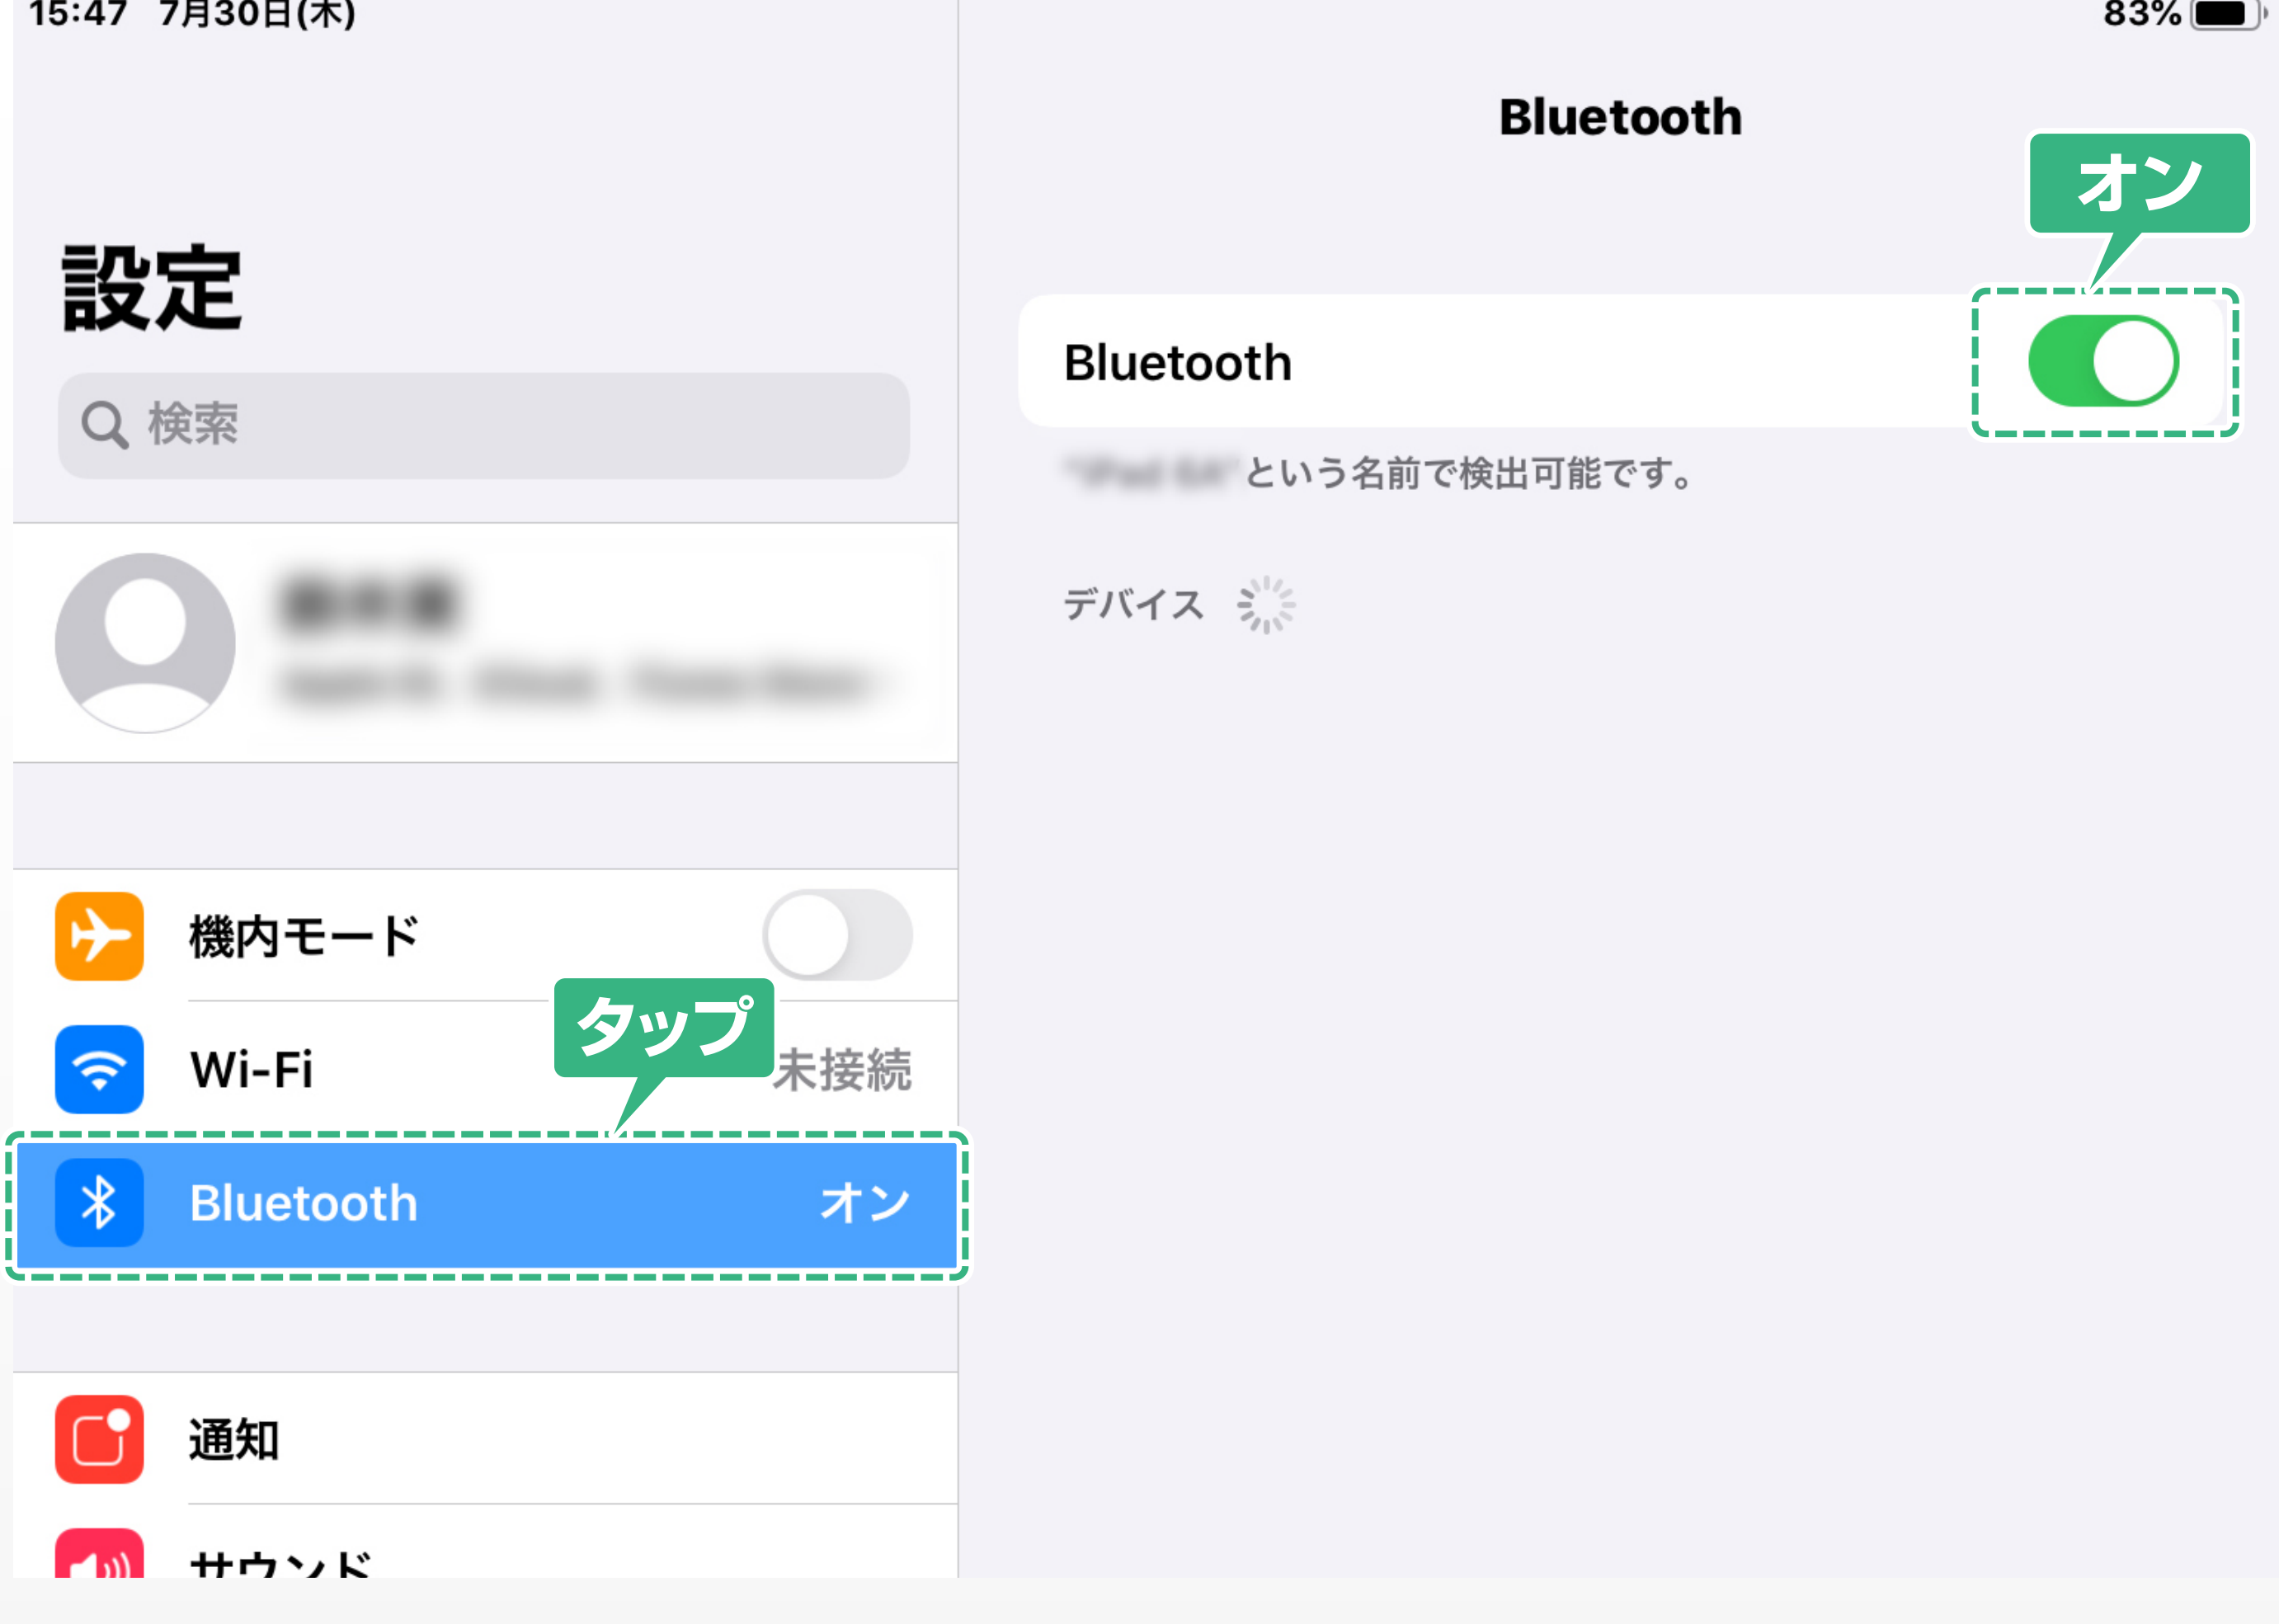 15:47 7月30日(木)
83%
設定
検索
機内モード
タップ
Wi-Fi 未接続
Bluetooth オン
通知
サウンド
Bluetooth
オン
Bluetooth
という名前で検出可能です。
デバイス